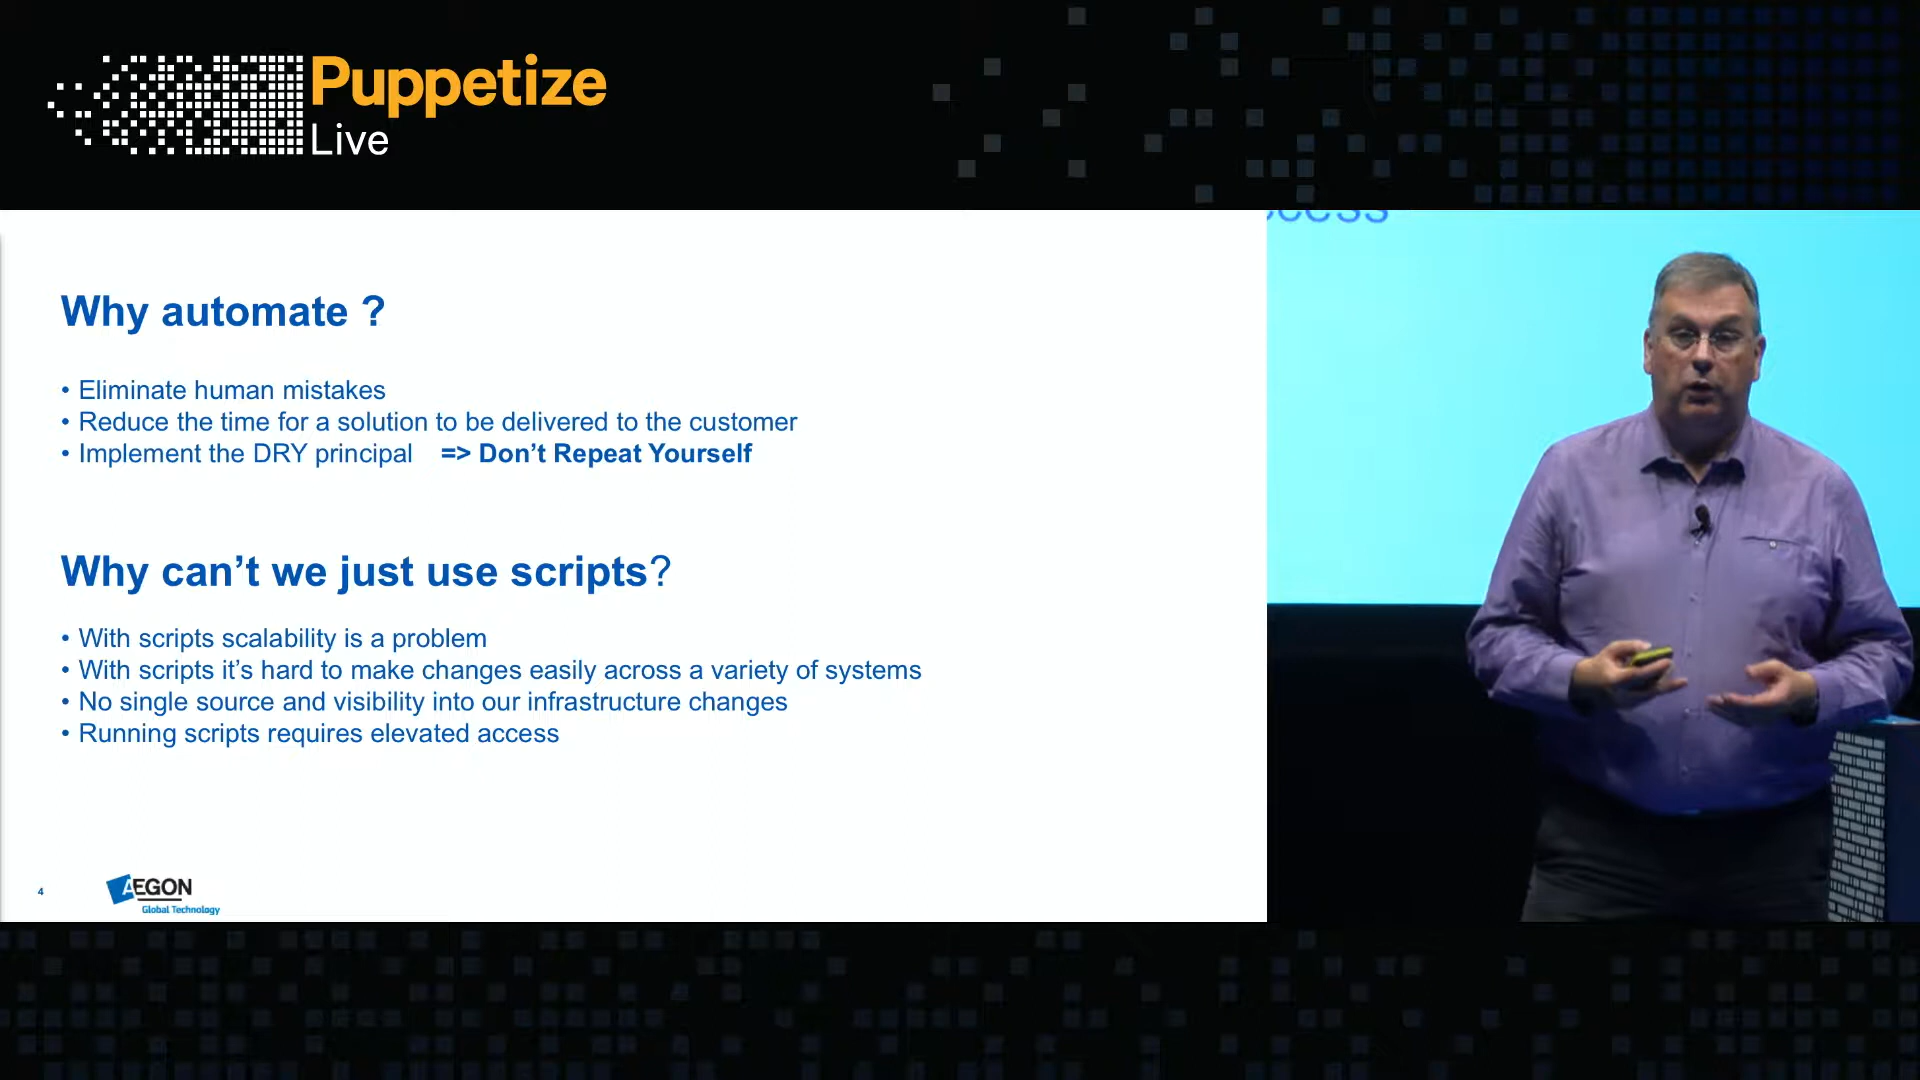 Puppetize
Live
Why automate ?
• Eliminate human mistakes
• Reduce the time for a solution to be delivered to the customer
• Implement the DRY principal => Don’t Repeat Yourself
Why can’t we just use scripts?
• With scripts scalability is a problem
• With scripts it’s hard to make changes easily across a variety of systems
• No single source and visibility into our infrastructure changes
• Running scripts requires elevated access
4
AEGON
Global Technology